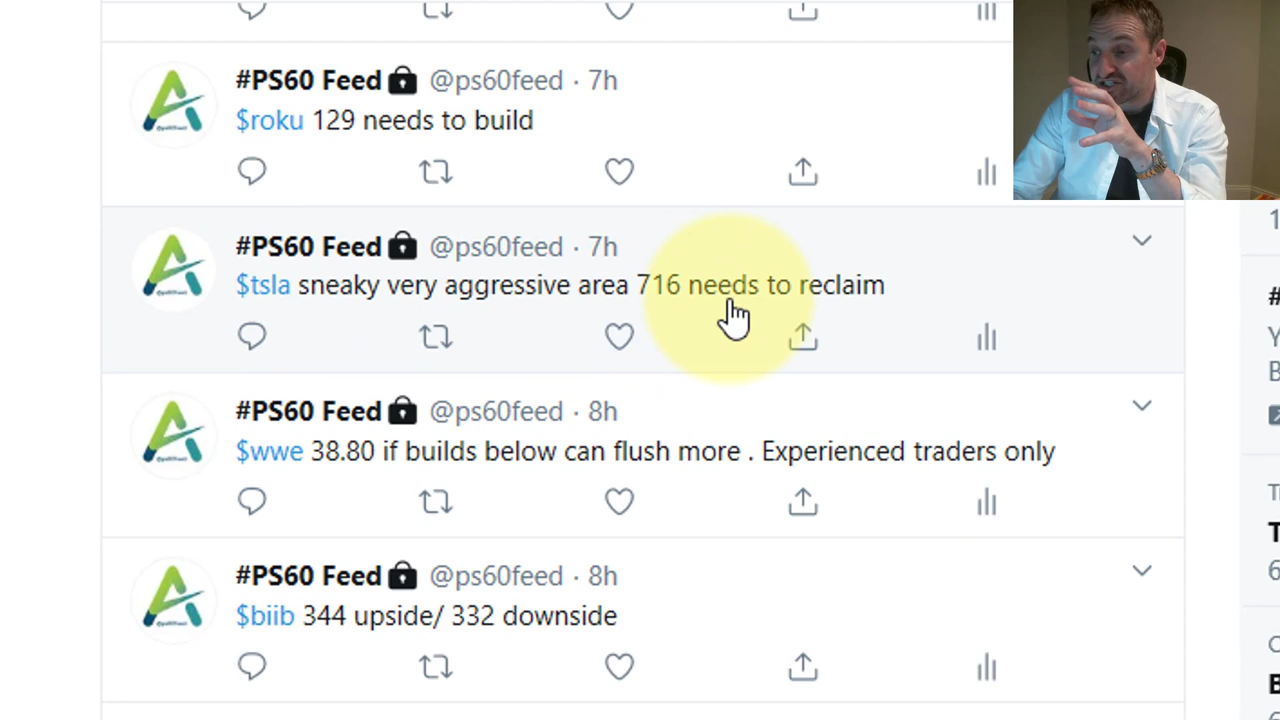 #PS60 Feed @ps60feed · 7h
$roku 129 needs to build
#PS60 Feed @ps60feed · 7h
$tsla sneaky very aggressive area 716 needs to reclaim
#PS60 Feed @ps60feed · 8h
$wwe 38.80 if builds below can flush more . Experienced traders only
#PS60 Feed @ps60feed · 8h
$biib 344 upside/ 332 downside